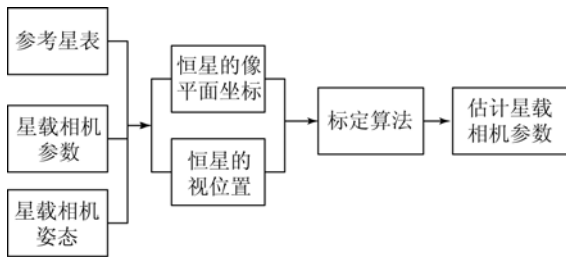 参考星表
星载相机
参数
星载相机
姿态
恒星的像
平面坐标
恒星的
视位置
标定算法
估计星载
相机参数